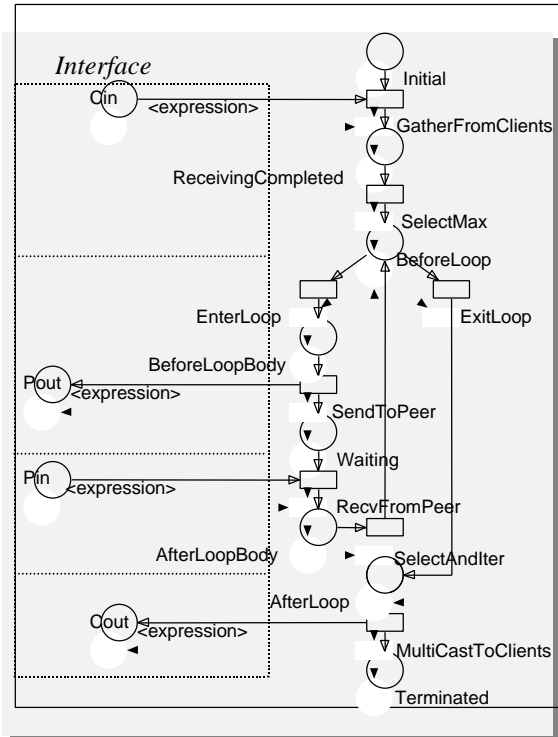 Interface
Initial
Cin
<expression>
GatherFromClients
ReceivingCompleted
SelectMax
BeforeLoop
EnterLoop
ExitLoop
BeforeLoopBody
Pout
<expression>
SendToPeer
Waiting
Pin
<expression>
RecvFromPeer
AfterLoopBody
SelectAndIter
AfterLoop
Cout
<expression>
MultiCastToClients
Terminated